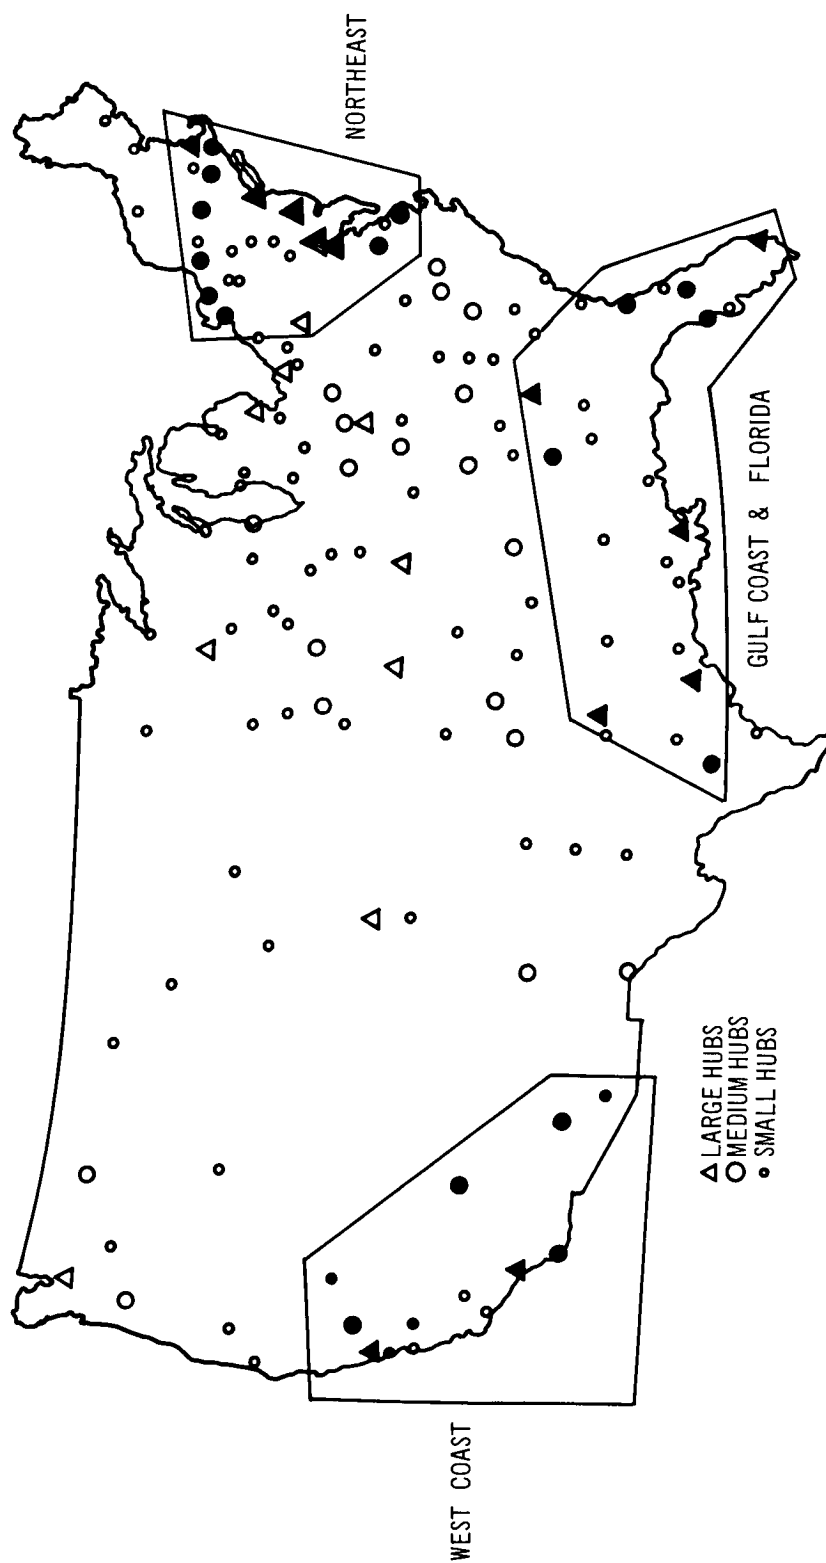 NORTHEAST
GULF COAST & FLORIDA
WEST COAST
LARGE HUBS
MEDIUM HUBS
SMALL HUBS